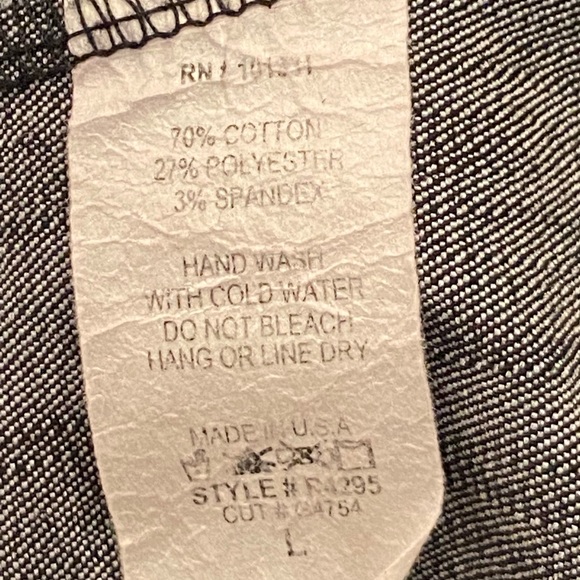 RN #
70% COTTON
27% POLYESTER
3% SPANDEX
HAND WASH
WITH COLD WATER
DO NOT BLEACH
HANG OR LINE DRY
MADE IN U.S.A
STYLE # R4295
CUT #
L